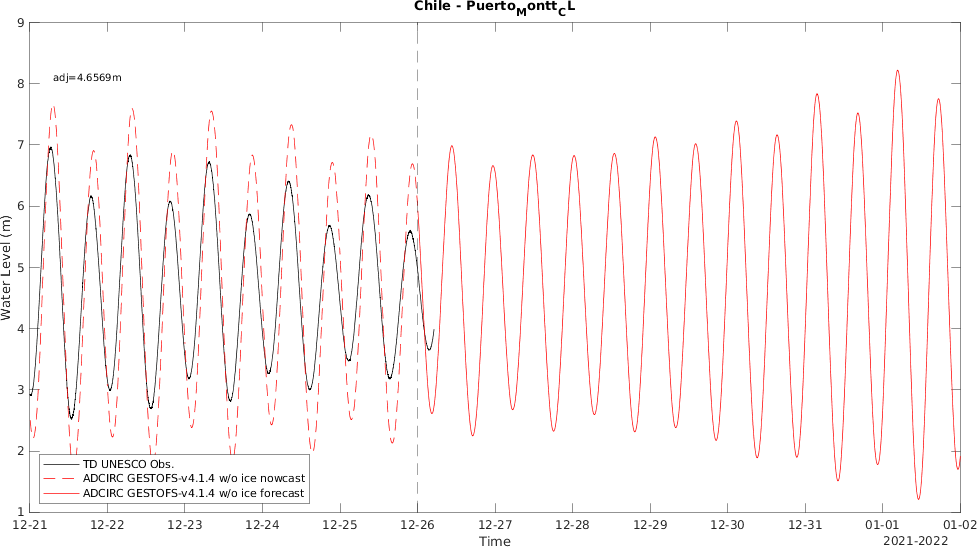 Chile - PuertoMonttCL
9
8
7
6
5
4
3
2
1
Water Level (m)
adj=4.6569m
TD UNESCO Obs.
ADCIRC GESTOFS-v4.1.4 w/o ice nowcast
ADCIRC GESTOFS-v4.1.4 w/o ice forecast
12-21 12-22 12-23 12-24 12-25 12-26 12-27 12-28 12-29 12-30 12-31 01-01 01-02
Time
2021-2022